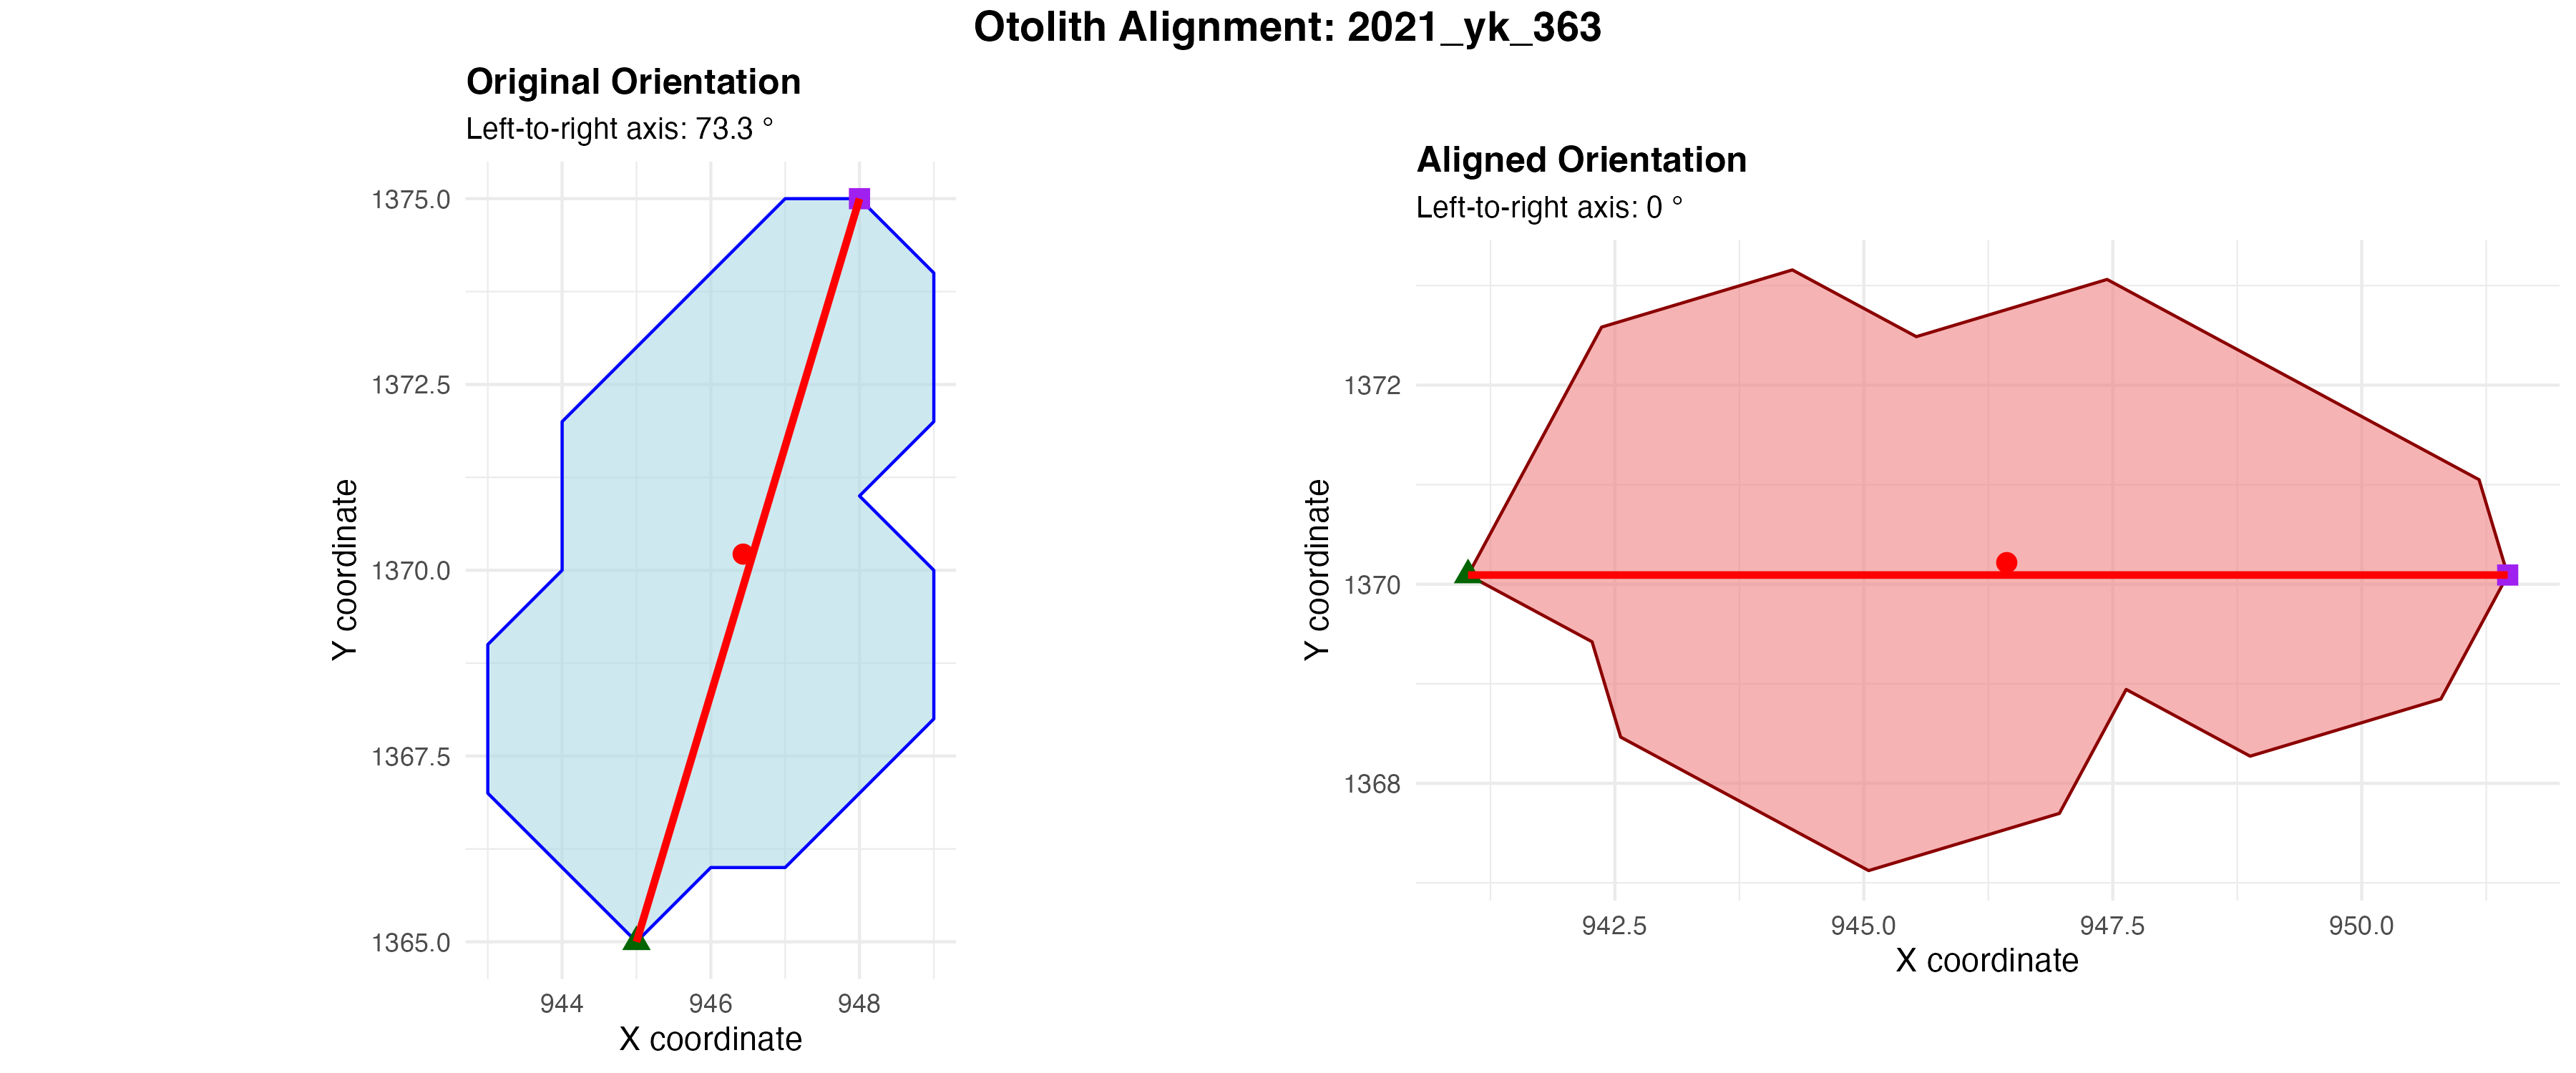 Otolith Alignment: 2021_yk_363
Original Orientation
Left-to-right axis: 73.3 °
1375.0
1372.5
1370.0
1367.5
1365.0
Y coordinate
944 946 948
X coordinate
Aligned Orientation
Left-to-right axis: 0 °
1372
1370
1368
Y coordinate
942.5 945.0 947.5 950.0
X coordinate